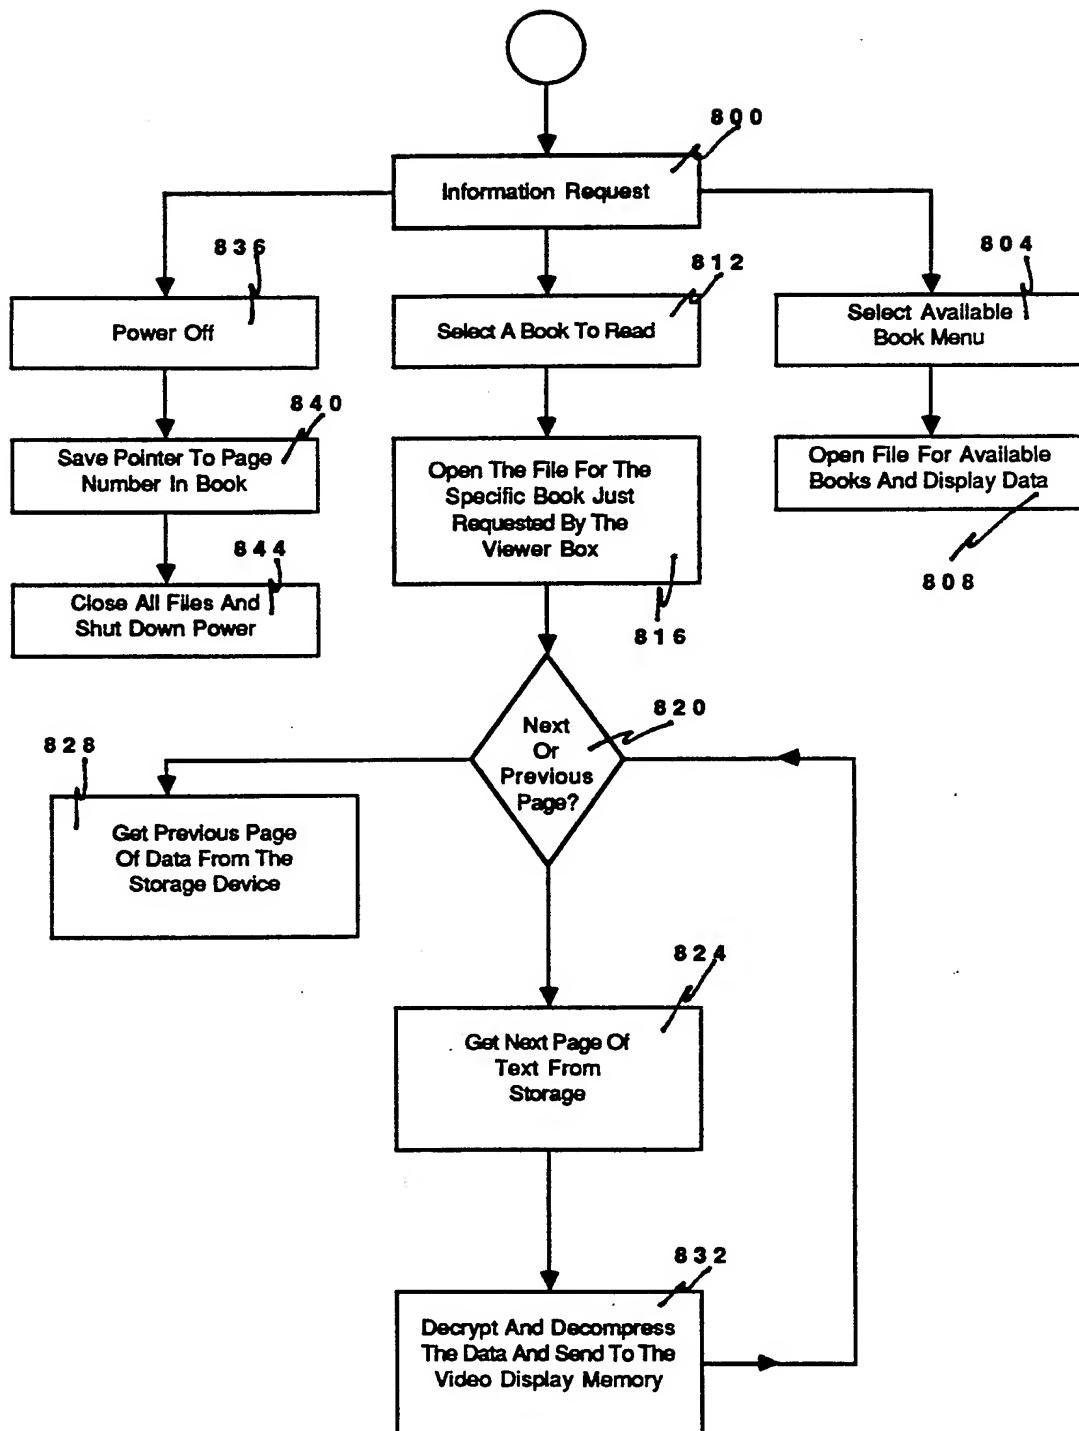 800
Information Request
836
812
804
Power Off
Select A Book To Read
Select Available
Book Menu
840
Save Pointer To Page
Number In Book
Open The File For The
Specific Book Just
Requested By The
Viewer Box
Open File For Available
Books And Display Data
844
808
Close All Files And
Shut Down Power
816
820
Next
Or
Previous
Page?
828
Get Previous Page
Of Data From The
Storage Device
824
Get Next Page Of
Text From
Storage
832
Decrypt And Decompress
The Data And Send To The
Video Display Memory